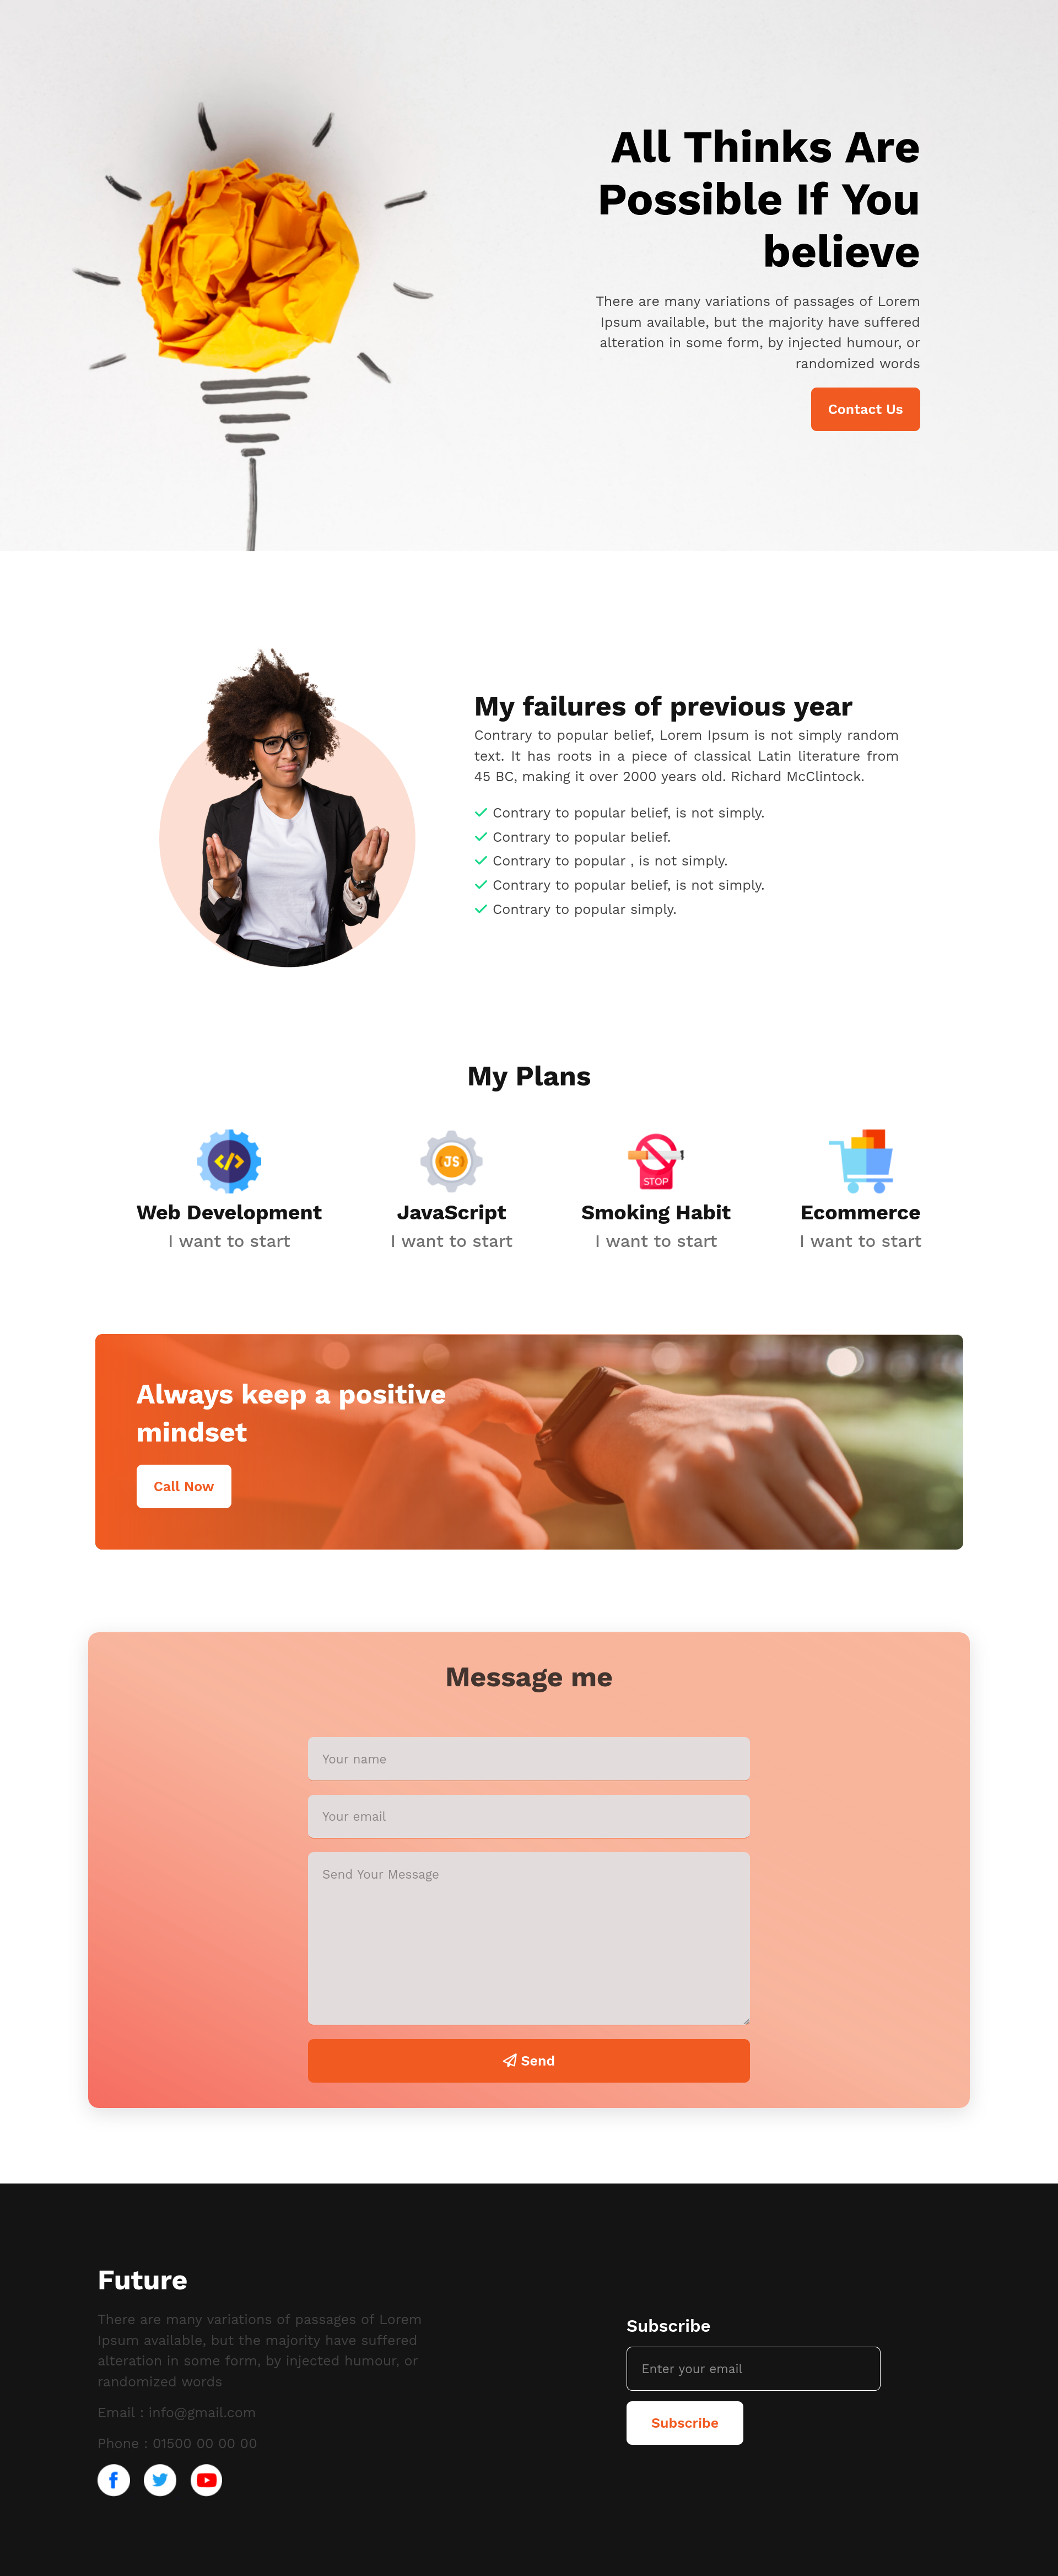 All Thinks Are
Possible If You
believe
There are many variations of passages of Lorem
Ipsum available, but the majority have suffered
alteration in some form, by injected humour, or
randomized words
Contact Us
My failures of previous year
Contrary to popular belief, Lorem Ipsum is not simply random
text. It has roots in a piece of classical Latin literature from
45 BC, making it over 2000 years old. Richard McClintock.
Contrary to popular belief, is not simply.
Contrary to popular belief.
Contrary to popular , is not simply.
Contrary to popular belief, is not simply.
Contrary to popular simply.
My Plans
</>
JS
STOP
Web Development
JavaScript
Smoking Habit
Ecommerce
I want to start
I want to start
I want to start
I want to start
Always keep a positive
mindset
Call Now
Message me
Your name
Your email
Send Your Message
Send
Future
There are many variations of passages of Lorem
Ipsum available, but the majority have suffered
alteration in some form, by injected humour, or
randomized words
Email : info@gmail.com
Phone : 01500 00 00 00
Subscribe
Enter your email
Subscribe